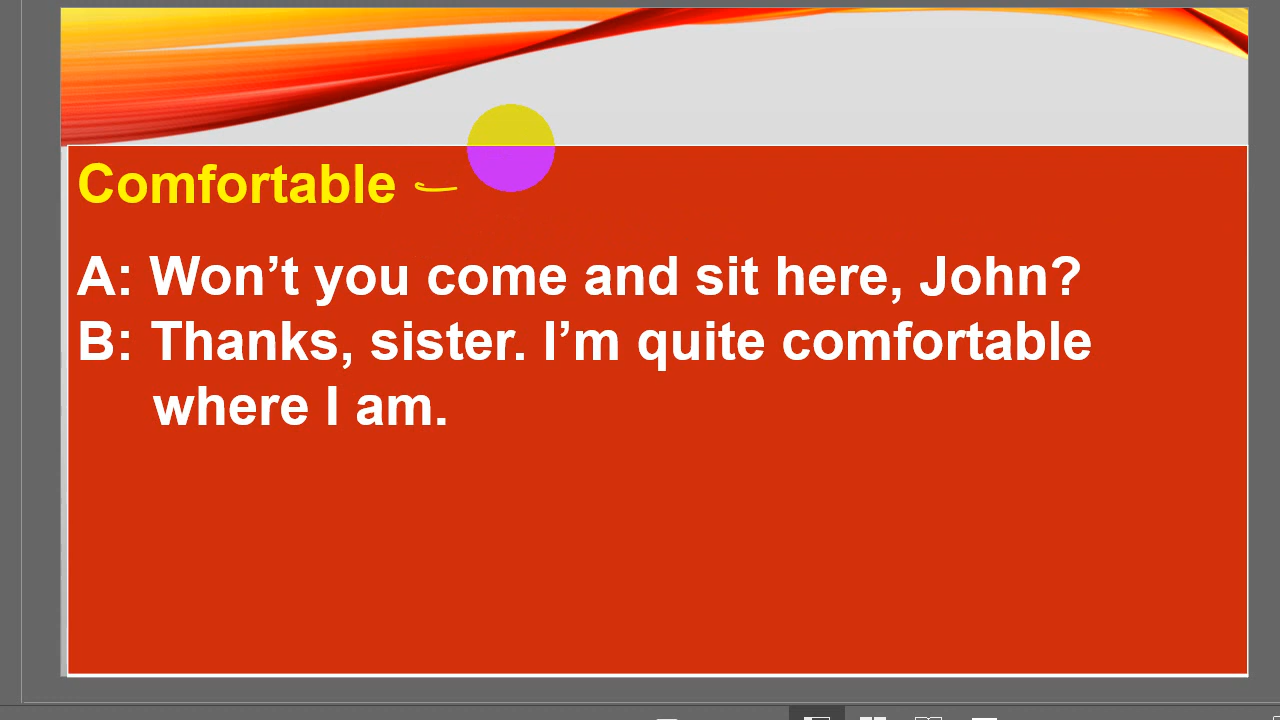 Comfortable
A: Won’t you come and sit here, John?
B: Thanks, sister. I’m quite comfortable
where I am.